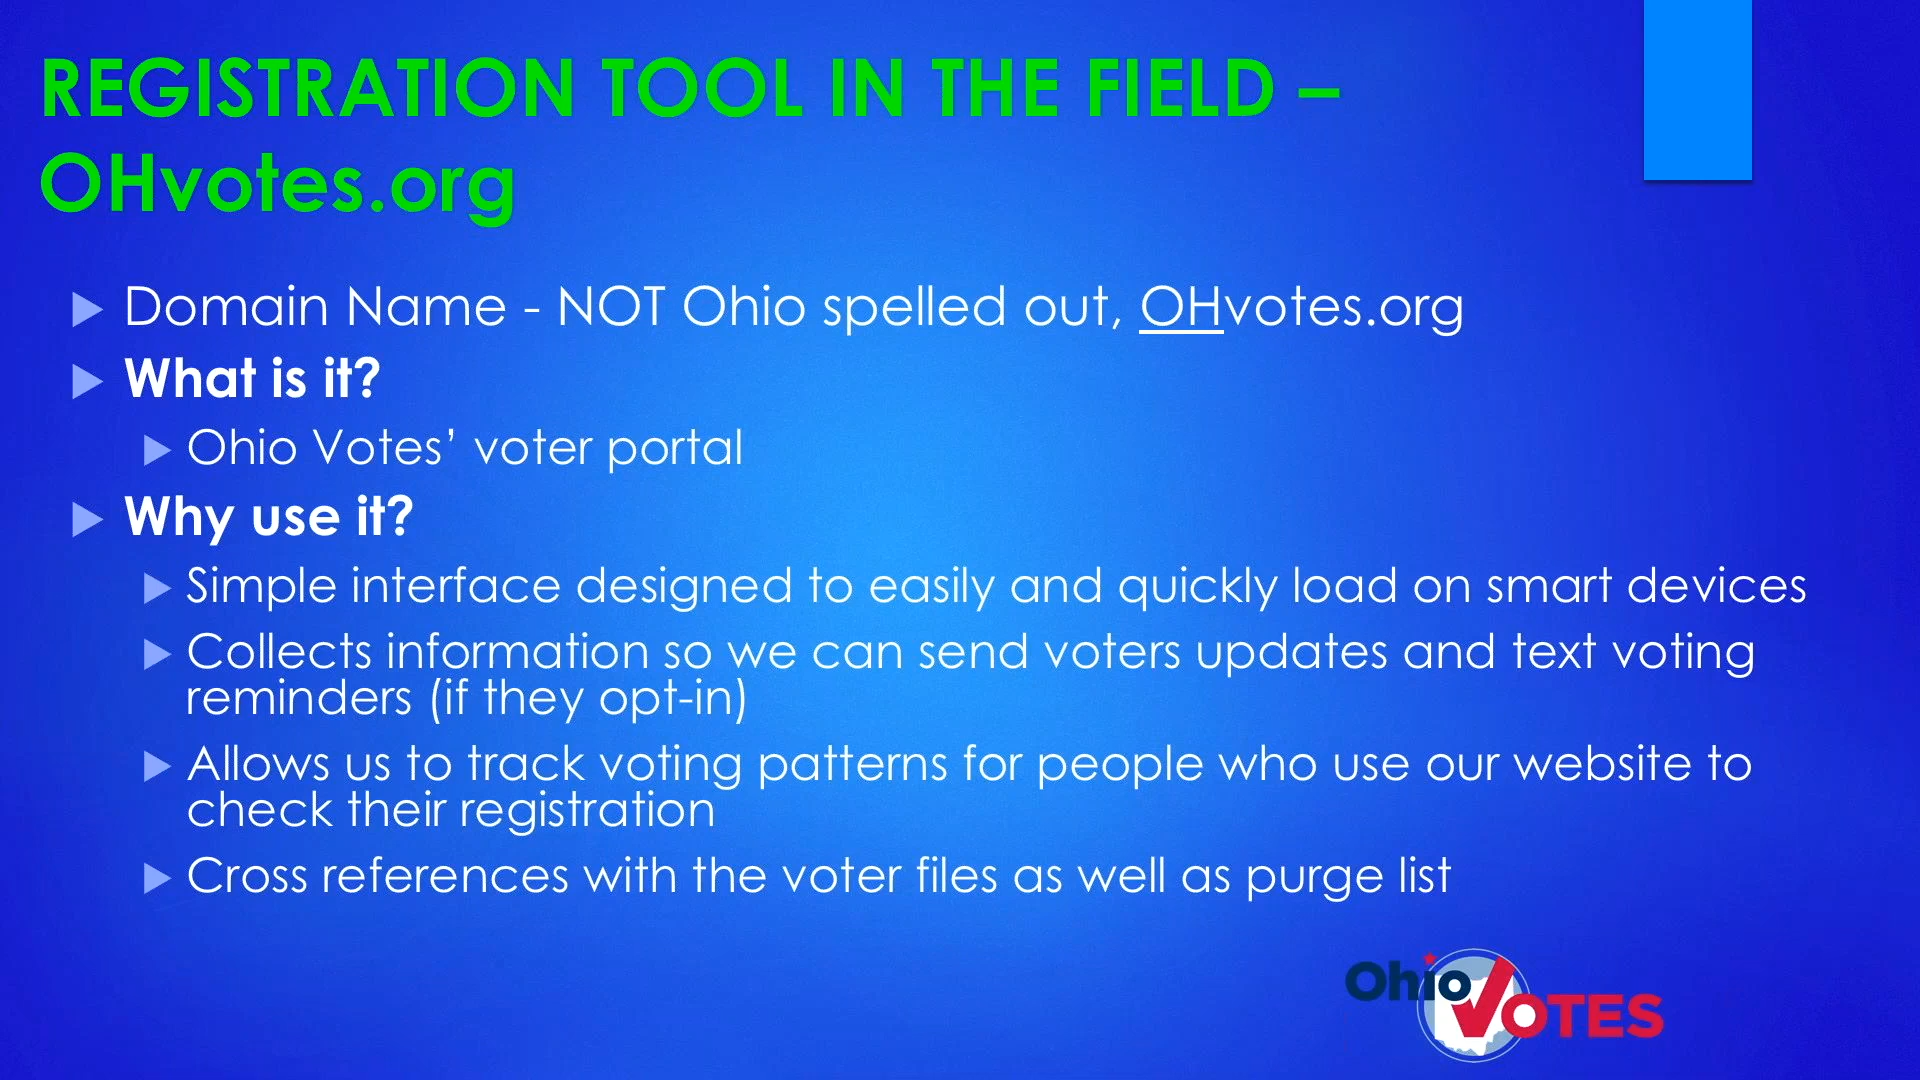 REGISTRATION TOOL IN THE FIELD –
OHvotes.org
Domain Name - NOT Ohio spelled out, OHvotes.org
What is it?
Ohio Votes’ voter portal
Why use it?
Simple interface designed to easily and quickly load on smart devices
Collects information so we can send voters updates and text voting
reminders (if they opt-in)
Allows us to track voting patterns for people who use our website to
check their registration
Cross references with the voter files as well as purge list
Ohio VOTES